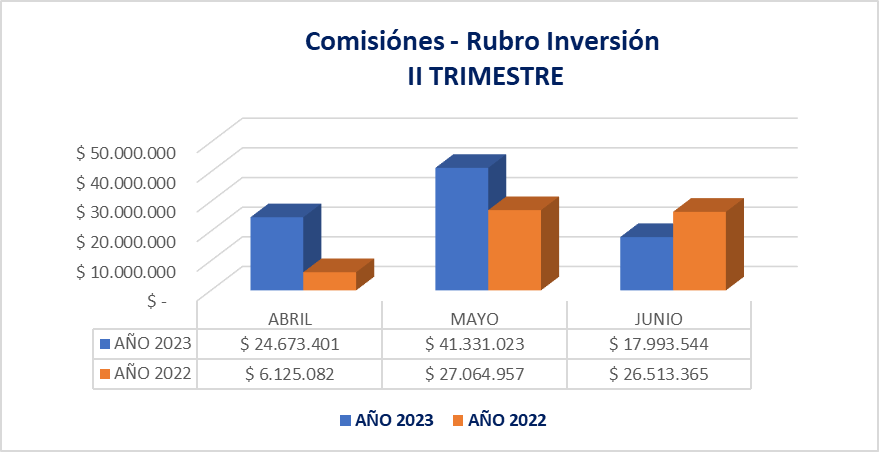 Comisiónes - Rubro Inversión
II TRIMESTRE
$ 50.000.000
$ 40.000.000
$ 30.000.000
$ 20.000.000
$ 10.000.000
$ -
ABRIL MAYO JUNIO
AÑO 2023 $ 24.673.401 $ 41.331.023 $ 17.993.544
AÑO 2022 $ 6.125.082 $ 27.064.957 $ 26.513.365
AÑO 2023 AÑO 2022